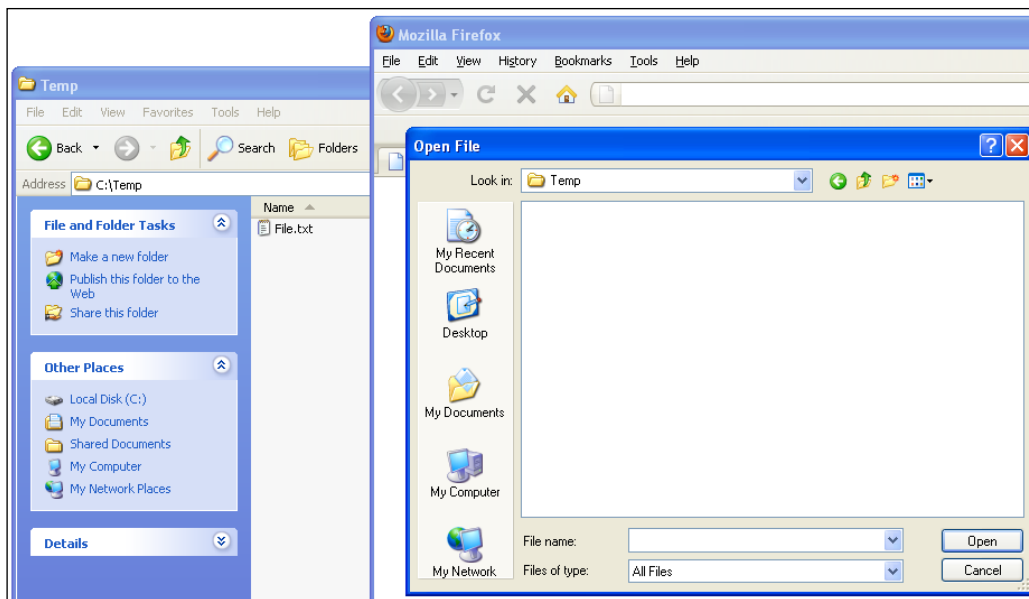 Temp
File Edit View Favorites Tools Help
Back Search Folders
Address C:\Temp
File and Folder Tasks
Make a new folder
Publish this folder to the
Web
Share this folder
Other Places
Local Disk (C:)
My Documents
Shared Documents
My Computer
My Network Places
Details
Name
File.txt
Mozilla Firefox
File Edit View History Bookmarks Tools Help
Open File
Look in: Temp
My Recent
Documents
Desktop
My Documents
My Computer
My Network
File name: Open
Files of type: All Files Cancel